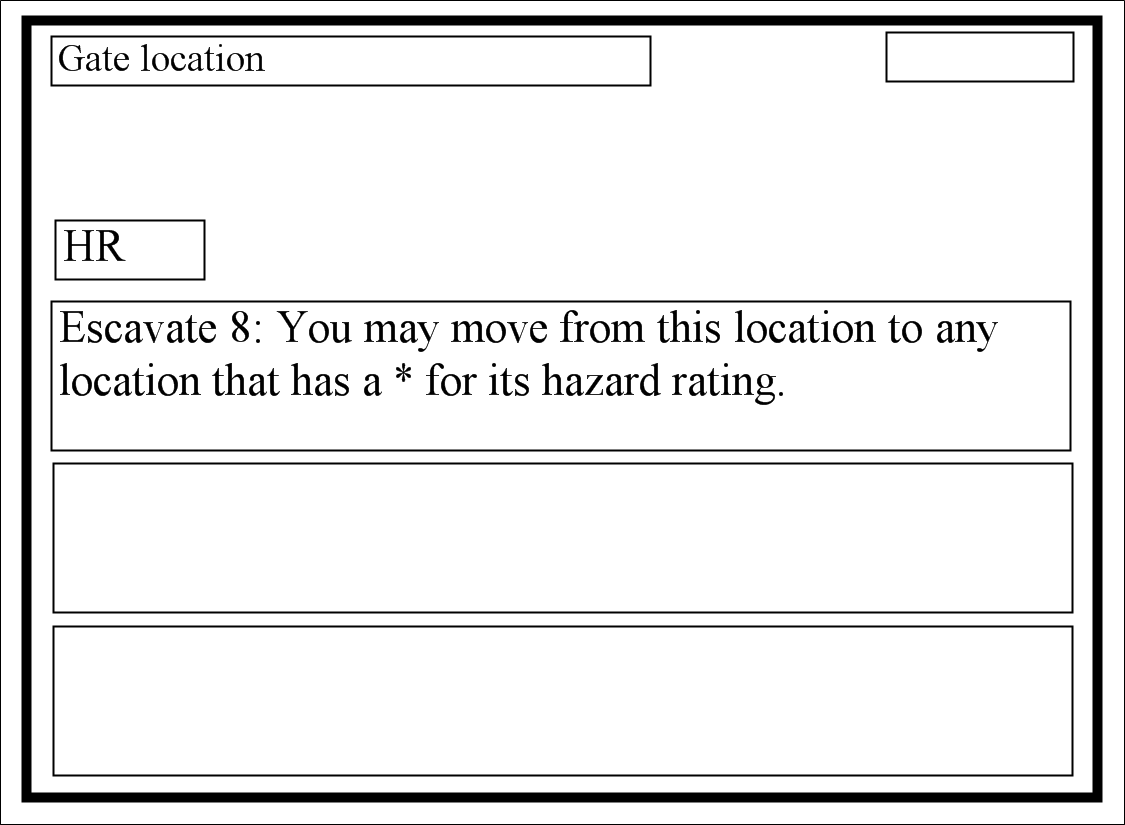 Gate location
HR
Escavate 8: You may move from this location to any
location that has a * for its hazard rating.